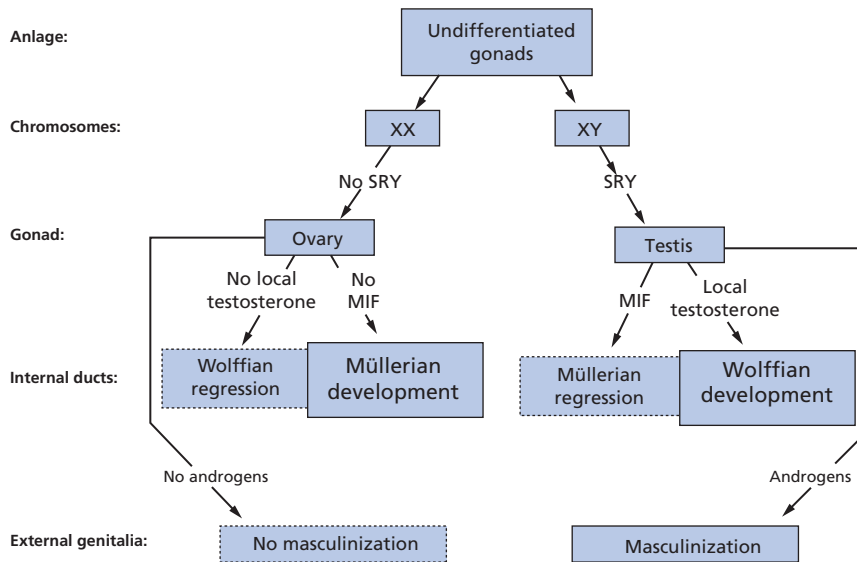 Anlage:
Undifferentiated
gonads
Chromosomes:
XX
XY
No SRY
SRY
Gonad:
Ovary
Testis
No local
testosterone
No
MIF
MIF
Local
testosterone
Internal ducts:
Wolffian
regression
Müllerian
development
Müllerian
regression
Wolffian
development
No androgens
Androgens
External genitalia:
No masculinization
Masculinization